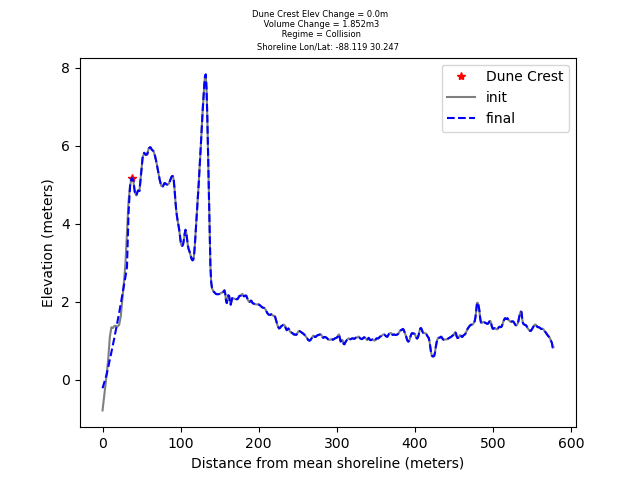 Dune Crest Elev Change = 0.0m
Volume Change = 1.852m3
Regime = Collision
Shoreline Lon/Lat: -88.119 30.247
Dune Crest
init
final
8
6
4
2
0
Elevation (meters)
0 100 200 300 400 500 600
Distance from mean shoreline (meters)